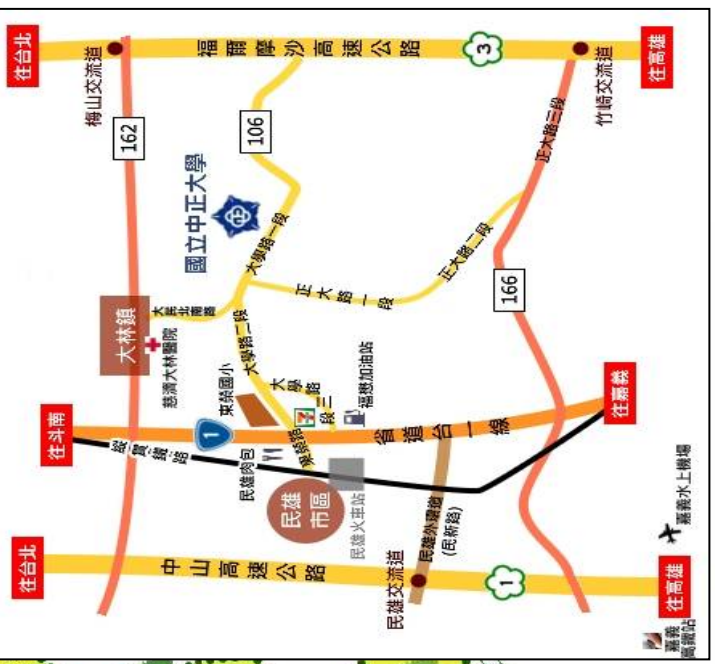 往台北
梅山交流道
福爾摩沙高速公路
3
竹崎交流道
往高雄
162
106
正大路三段
國立中正大學
大學路一段
正大路二段
正大路一段
166
大林鎮
大民北南路
慈濟大林醫院
大學路二段
東榮國小
大學路三段
7
福懋加油站
往斗南
縱貫鐵路
1
民雄肉包
東榮路
省道台一線
往嘉義
民雄市區
民雄火車站
民雄外環道
(民新路)
嘉義水上機場
往台北
中山高速公路
民雄交流道
1
往高雄
嘉義
高鐵站